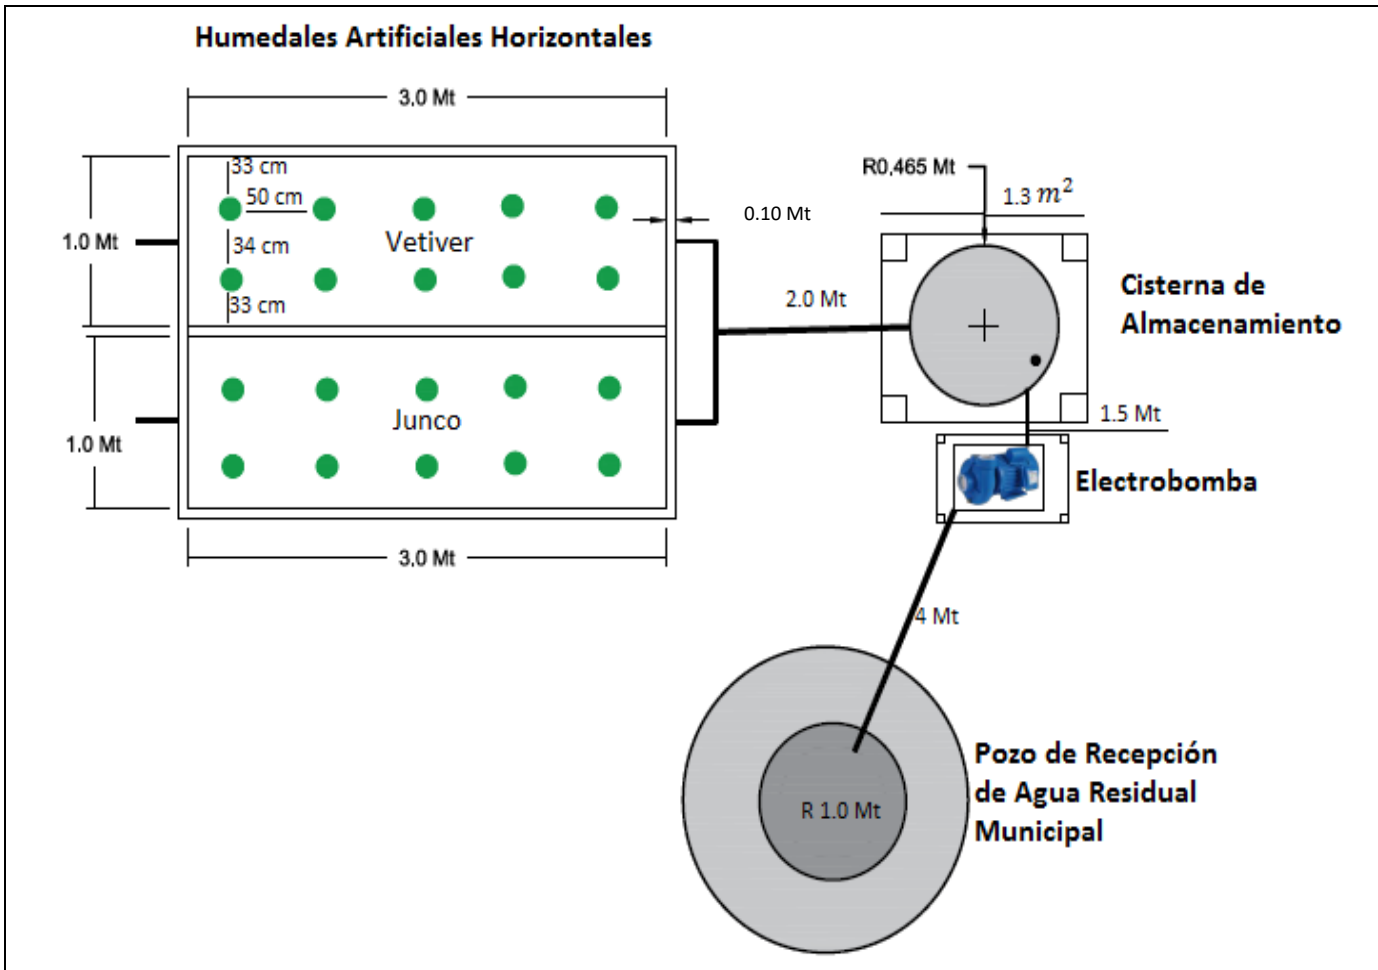 Humedales Artificiales Horizontales
3.0 Mt
33 cm
50 cm
1.0 Mt
34 cm
Vetiver
33 cm
0.10 Mt
R0,465 Mt
1.3 m²
2.0 Mt
Cisterna de
Almacenamiento
Junco
1.0 Mt
1.5 Mt
Electrobomba
3.0 Mt
4 Mt
R 1.0 Mt
Pozo de Recepción
de Agua Residual
Municipal